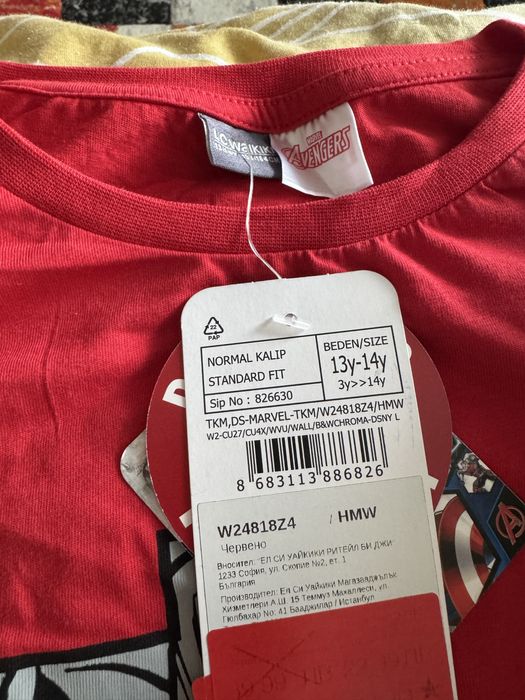 LC WAIKIKI
MARVEL
AVENGERS
22
PAP
NORMAL KALIP
STANDARD FIT
Sip No : 826630
BEDEN/SIZE
13y-14y
3y>>14y
TKM,DS-MARVEL-TKM/W24818Z4/HMW
W2-CU27/CU4X/WVU/WALL/B&WCHROMA-DSNY L
8 683113 886826
W24818Z4 / HMW
Червено
Вносител: "ЕЛ СИ УАЙКИКИ РИТЕЙЛ БИ ДЖИ"
1233 София, ул. Скопие №2, ет. 1
България
Производител: Ел Си Уайкики Магазааджълък
Хизметлери А.Ш. 15 Теммуз Махаллеси, ул.
Гюлбахар No: 41 Бааджилар / Истанбул